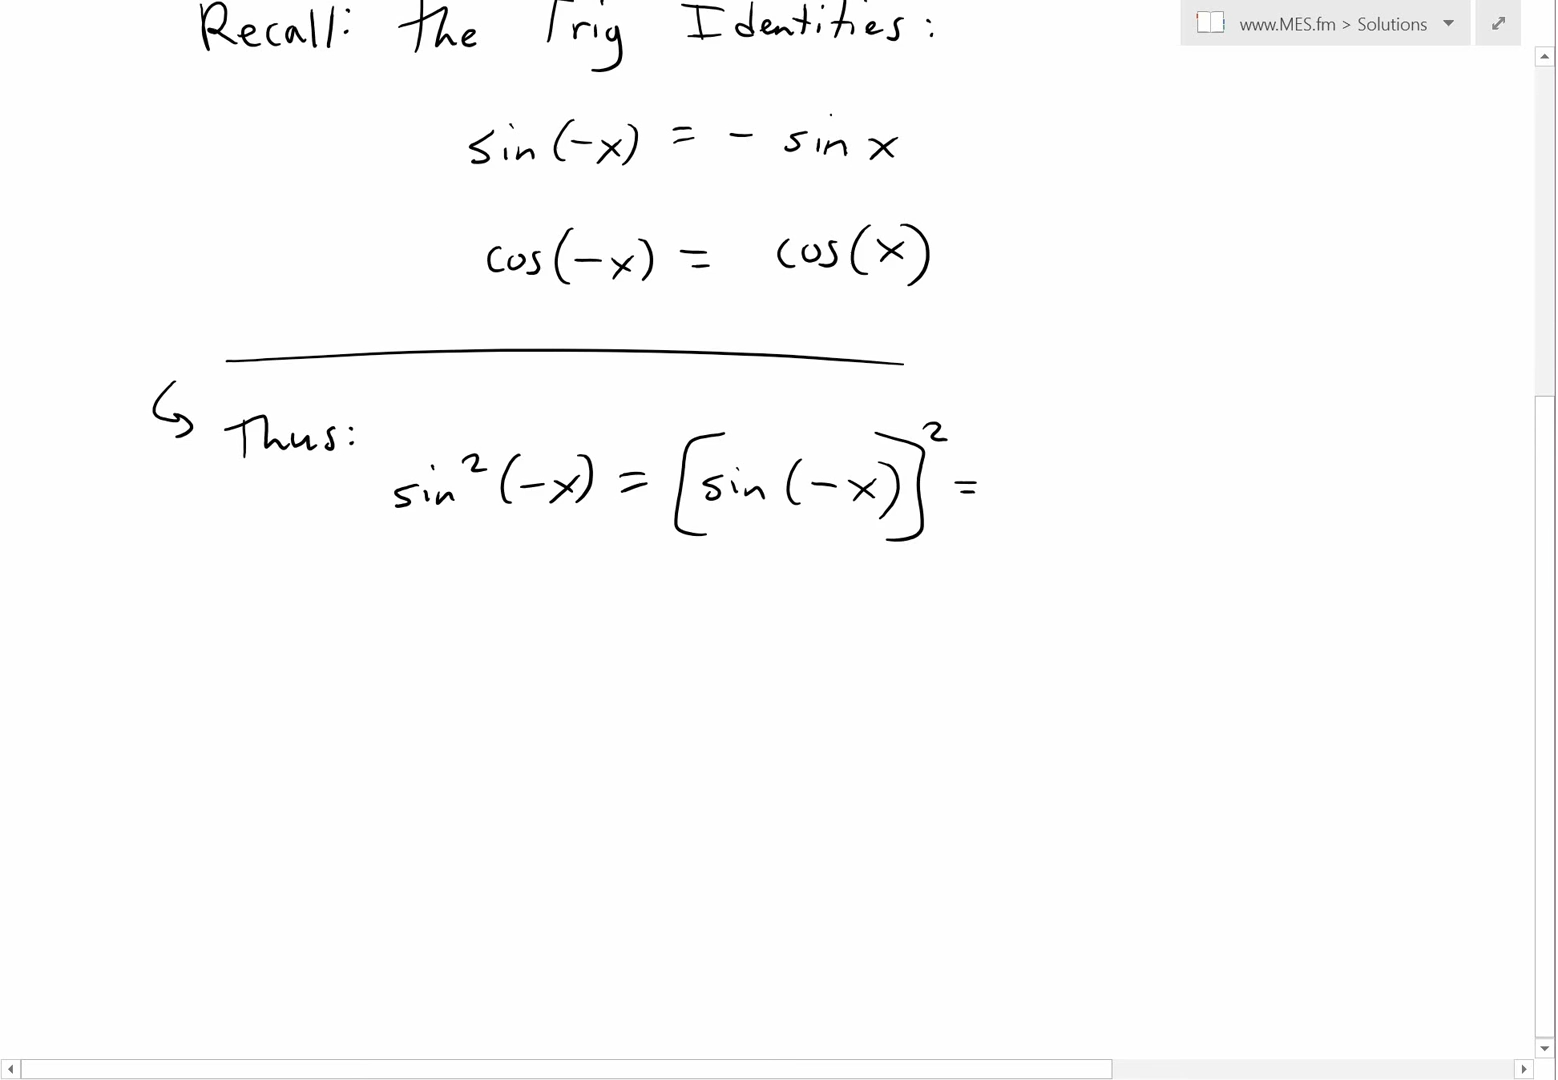 www.MES.fm > Solutions
Recall: the Trig Identities:
sin(-x) = - sin x
cos(-x) = cos(x)
Thus:
sin²(-x) = [sin(-x)]² =